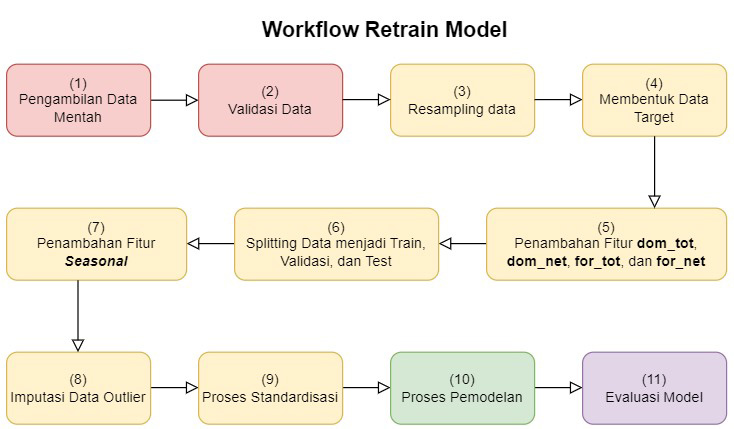 Workflow Retrain Model
(1)
Pengambilan Data
Mentah
(2)
Validasi Data
(3)
Resampling data
(4)
Membentuk Data
Target
(5)
Penambahan Fitur dom_tot,
dom_net, for_tot, dan for_net
(6)
Splitting Data menjadi Train,
Validasi, dan Test
(7)
Penambahan Fitur
Seasonal
(8)
Imputasi Data Outlier
(9)
Proses Standardisasi
(10)
Proses Pemodelan
(11)
Evaluasi Model